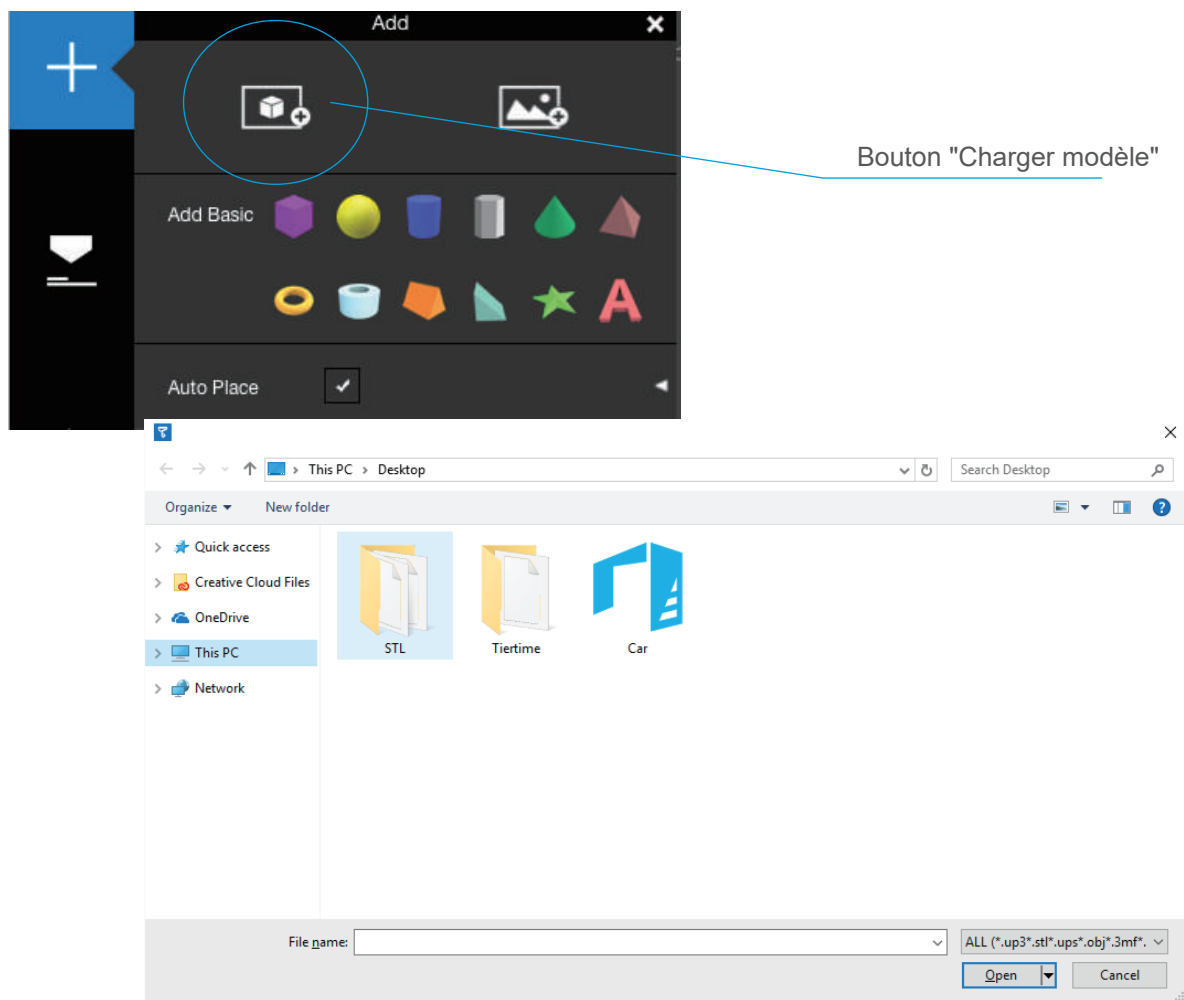 Add
Bouton "Charger modèle"
Add Basic
A
Auto Place
This PC > Desktop
Search Desktop
Organize
New folder
Quick access
Creative Cloud Files
OneDrive
This PC
Network
STL
Tiertime
Car
File name:
ALL (*.up3*.stl*.ups*.obj*.3mf*.
Open
Cancel